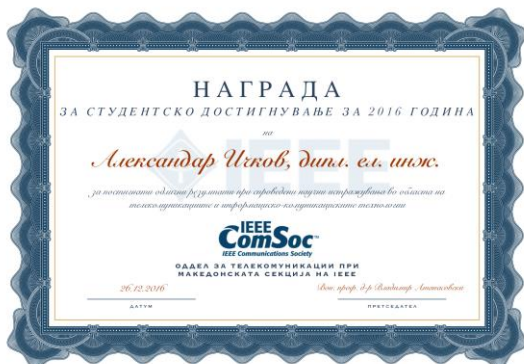 НАГРАДА
ЗА СТУДЕНТСКО ДОСТИГНУВАЊЕ ЗА 2016 ГОДИНА
на
Александар Ичков, дипл. ел. инж.
за постигнати одлични резултати при спроведени научни истражувања во областа на
телекомуникациите и информациско-комуникациските технологии
IEEE
IEEE
ComSoc™
IEEE Communications Society
ОДДЕЛ ЗА ТЕЛЕКОМУНИКАЦИИ ПРИ
МАКЕДОНСКАТА СЕКЦИЈА НА IEEE
26.12.2016 Вон. проф. д-р Владимир Атанасовски
ДАТУМ ПРЕТСЕДАТЕЛ